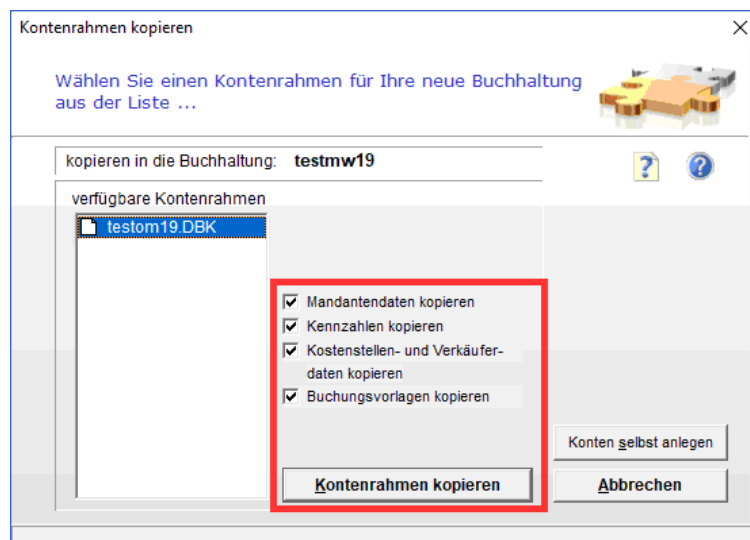 Kontenrahmen kopieren
Wählen Sie einen Kontenrahmen für Ihre neue Buchhaltung
aus der Liste ...
kopieren in die Buchhaltung: testmw19
verfügbare Kontenrahmen
testom19.DBK
Mandantendaten kopieren
Kennzahlen kopieren
Kostenstellen- und Verkäufer-
daten kopieren
Buchungsvorlagen kopieren
Konten selbst anlegen
Kontenrahmen kopieren
Abbrechen